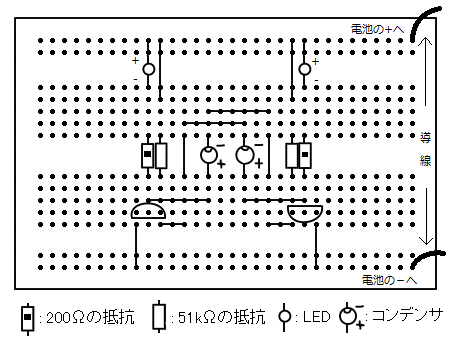 電池の+へ
+
-
+
-
導
線
-
+
-
+
電池の-へ
:200Ωの抵抗 :51kΩの抵抗 :LED - + :コンデンサ